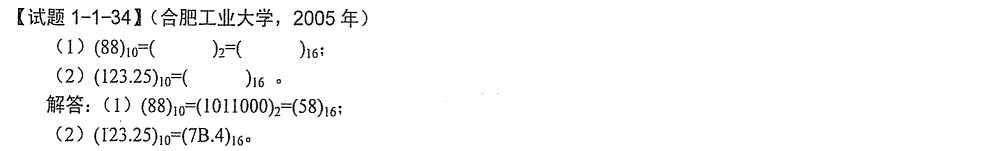 【试题 1-1-34】(合肥工业大学，2005 年)
(1) (88)₁₀=(      )₂=(      )₁₆;
(2) (123.25)₁₀=(      )₁₆ 。
解答:(1) (88)₁₀=(1011000)₂=(58)₁₆;
(2) (123.25)₁₀=(7B.4)₁₆。